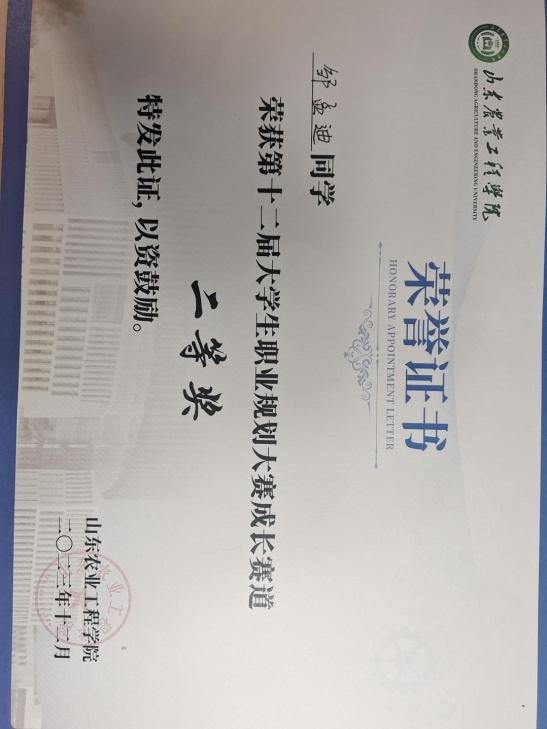 山东农业工程学院
SHANDONG AGRICULTURE AND ENGINEERING UNIVERSITY
荣誉证书
HONORARY APPOINTMENT LETTER
邹孟迪同学
荣获第十二届大学生职业规划大赛成长赛道
二等奖
特发此证，以资鼓励。
山东农业工程学院
二〇二三年十二月